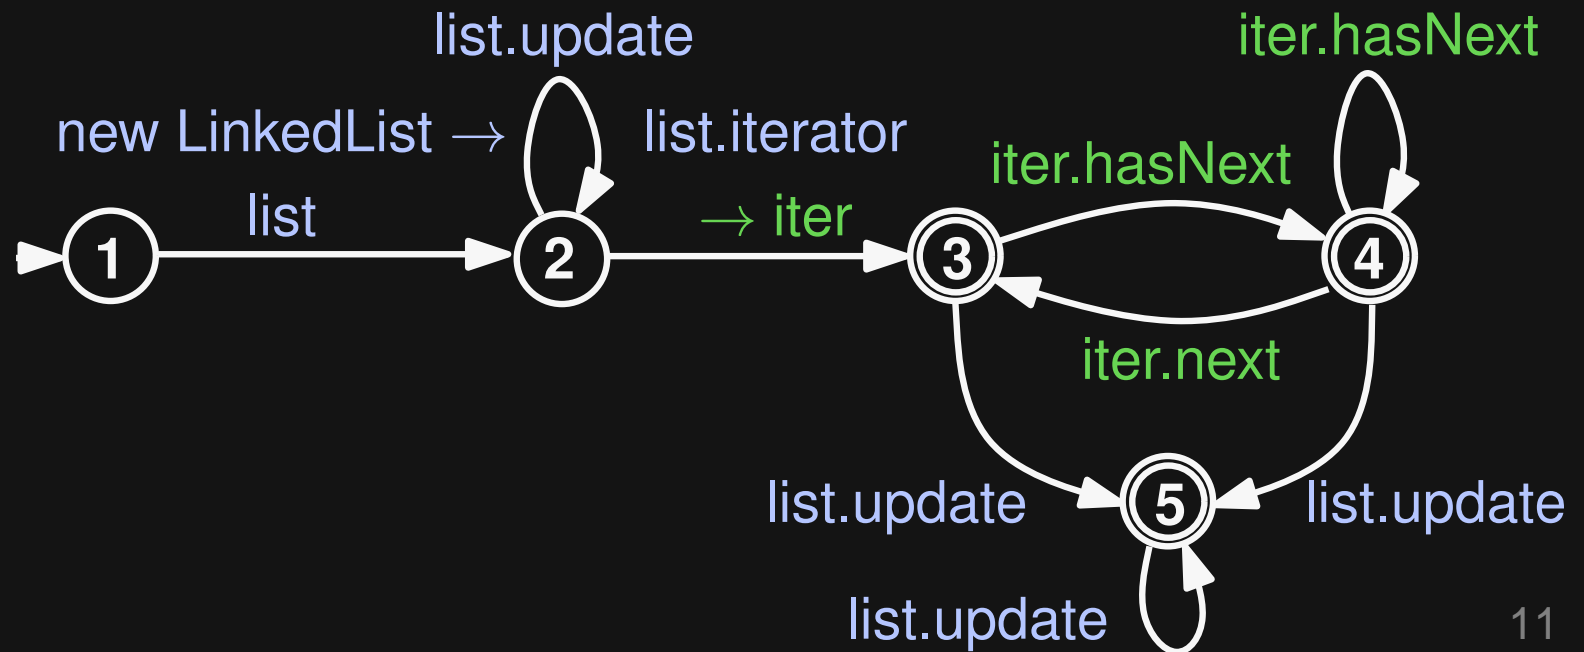 list.update
iter.hasNext
new LinkedList →
list.iterator
iter.hasNext
list
→ iter
1
2
3
4
iter.next
list.update
5
list.update
list.update
11